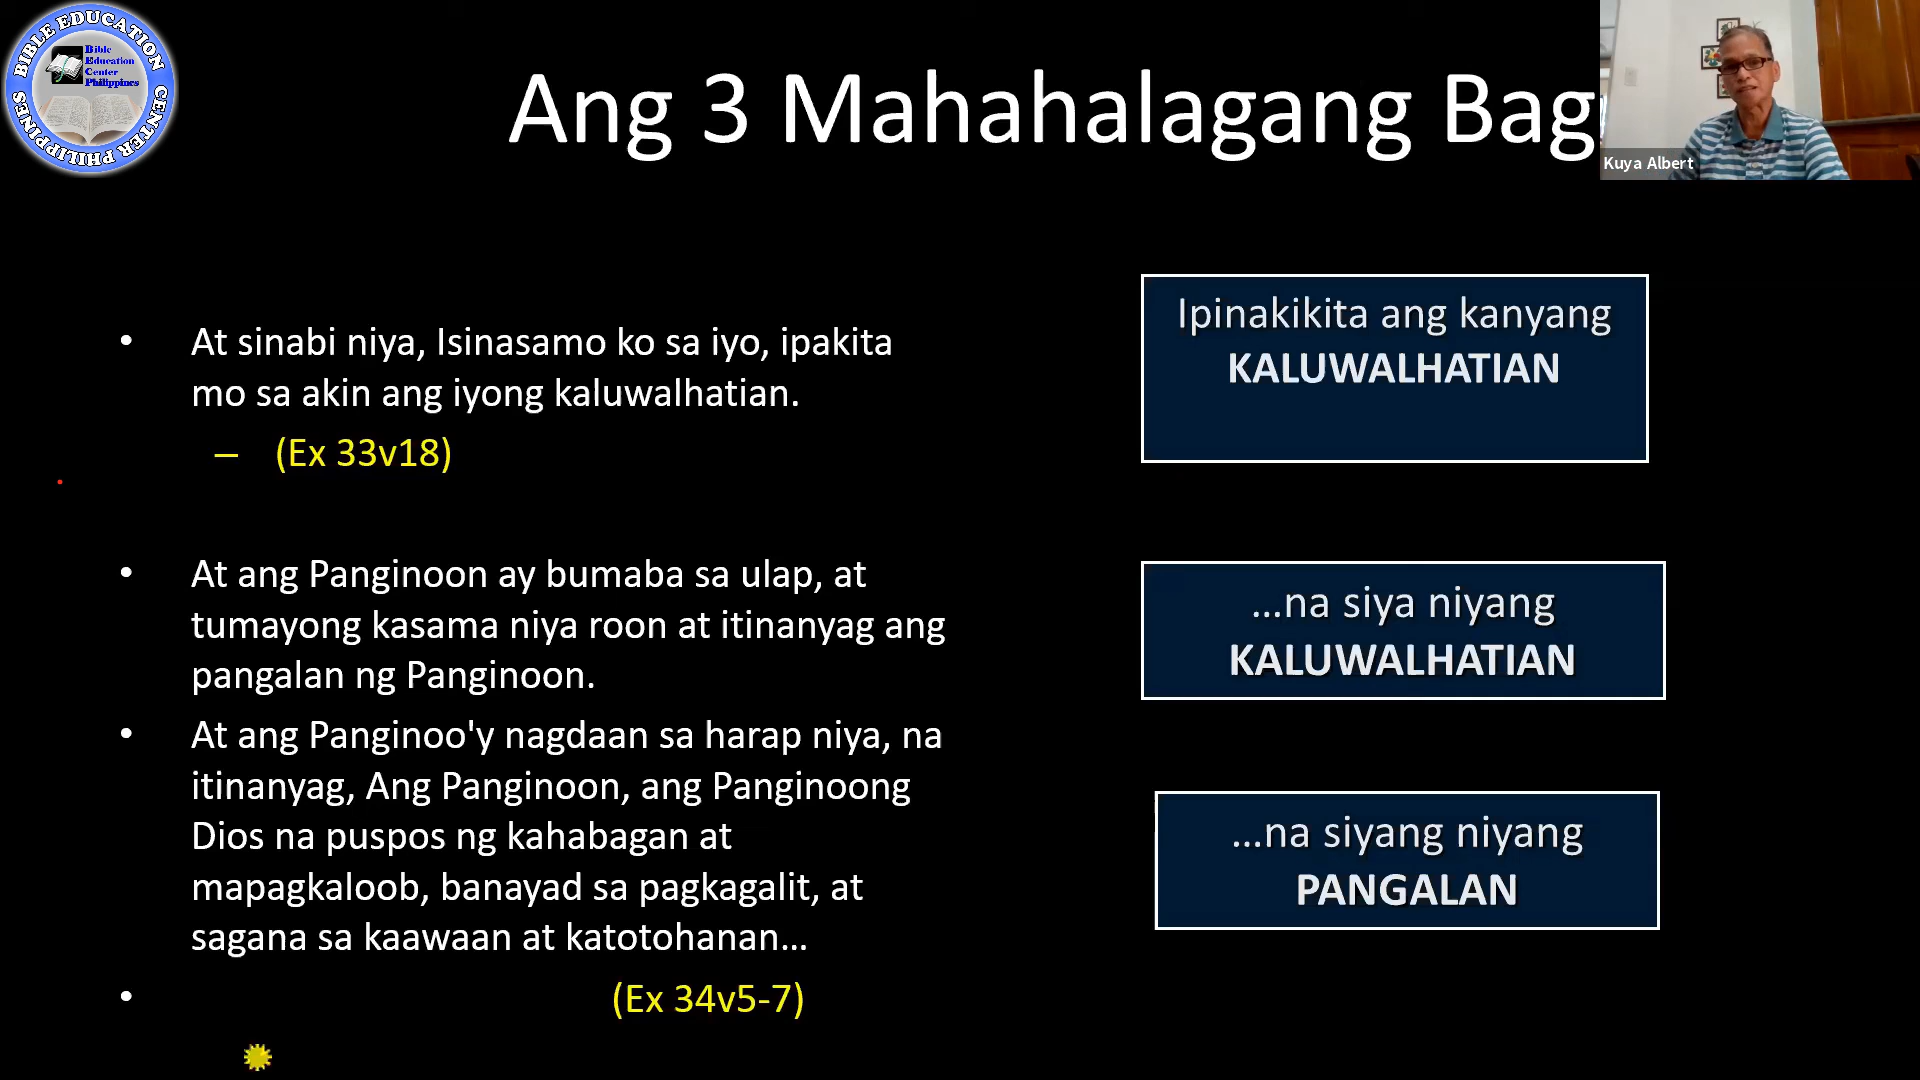 BIBLE EDUCATION CENTER PHILIPPINES
Bible
Education
Center
Philippines
Ang 3 Mahahalagang Bag
Kuya Albert
• At sinabi niya, Isinasamo ko sa iyo, ipakita
mo sa akin ang iyong kaluwalhatian.
– (Ex 33v18)
Ipinakikita ang kanyang
KALUWALHATIAN
• At ang Panginoon ay bumaba sa ulap, at
tumayong kasama niya roon at itinanyag ang
pangalan ng Panginoon.
...na siya niyang
KALUWALHATIAN
• At ang Panginoo'y nagdaan sa harap niya, na
itinanyag, Ang Panginoon, ang Panginoong
Dios na puspos ng kahabagan at
mapagkaloob, banayad sa pagkagalit, at
sagana sa kaawaan at katotohanan...
...na siyang niyang
PANGALAN
• (Ex 34v5-7)